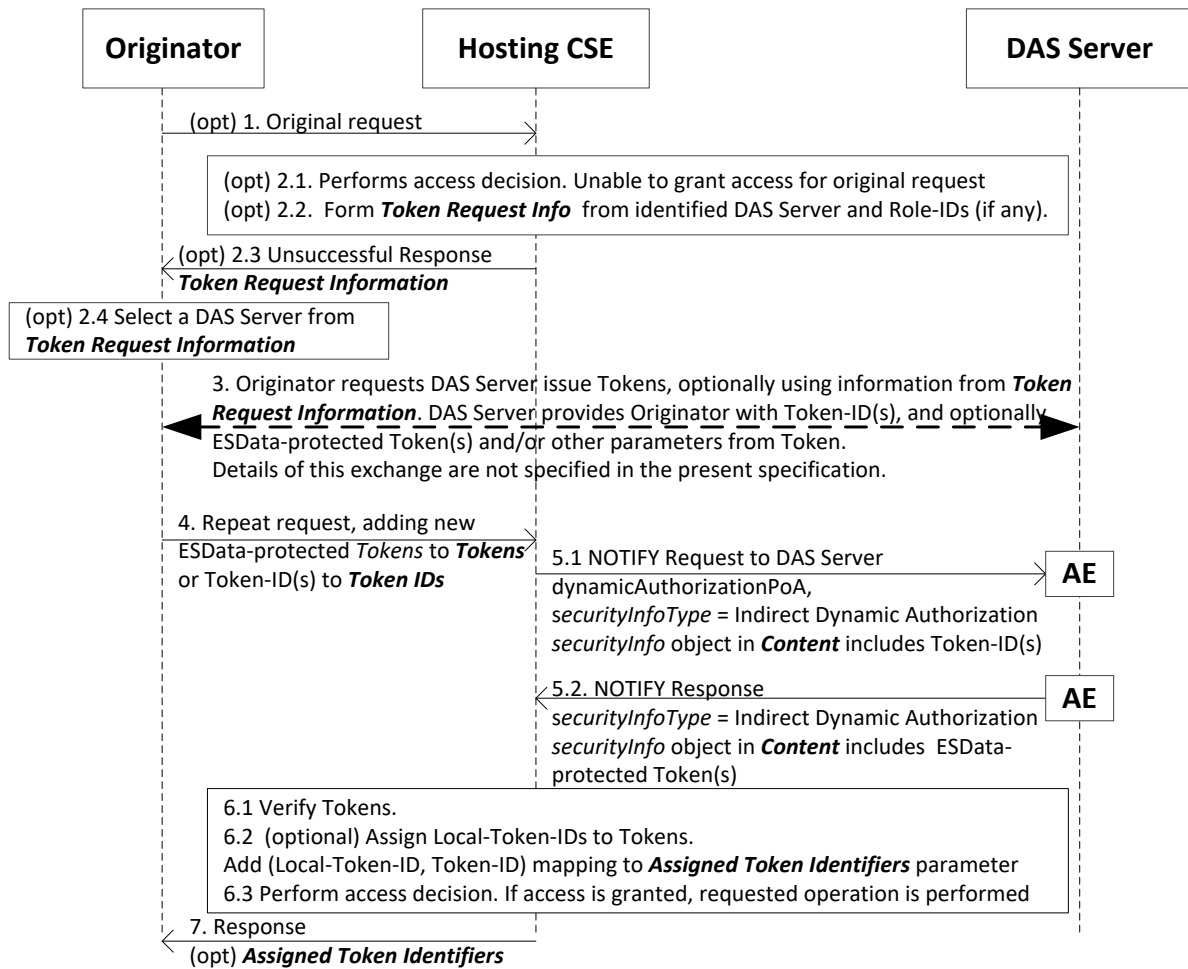 Originator
Hosting CSE
DAS Server
(opt) 1. Original request
(opt) 2.1. Performs access decision. Unable to grant access for original request
(opt) 2.2. Form Token Request Info from identified DAS Server and Role-IDs (if any).
(opt) 2.3 Unsuccessful Response
Token Request Information
(opt) 2.4 Select a DAS Server from
Token Request Information
3. Originator requests DAS Server issue Tokens, optionally using information from Token
Request Information. DAS Server provides Originator with Token-ID(s), and optionally
ESData-protected Token(s) and/or other parameters from Token.
Details of this exchange are not specified in the present specification.
4. Repeat request, adding new
ESData-protected Tokens to Tokens
or Token-ID(s) to Token IDs
5.1 NOTIFY Request to DAS Server
dynamicAuthorizationPoA,
securityInfoType = Indirect Dynamic Authorization
securityInfo object in Content includes Token-ID(s)
AE
5.2. NOTIFY Response
securityInfoType = Indirect Dynamic Authorization
securityInfo object in Content includes ESData-
protected Token(s)
AE
6.1 Verify Tokens.
6.2 (optional) Assign Local-Token-IDs to Tokens.
Add (Local-Token-ID, Token-ID) mapping to Assigned Token Identifiers parameter
6.3 Perform access decision. If access is granted, requested operation is performed
7. Response
(opt) Assigned Token Identifiers